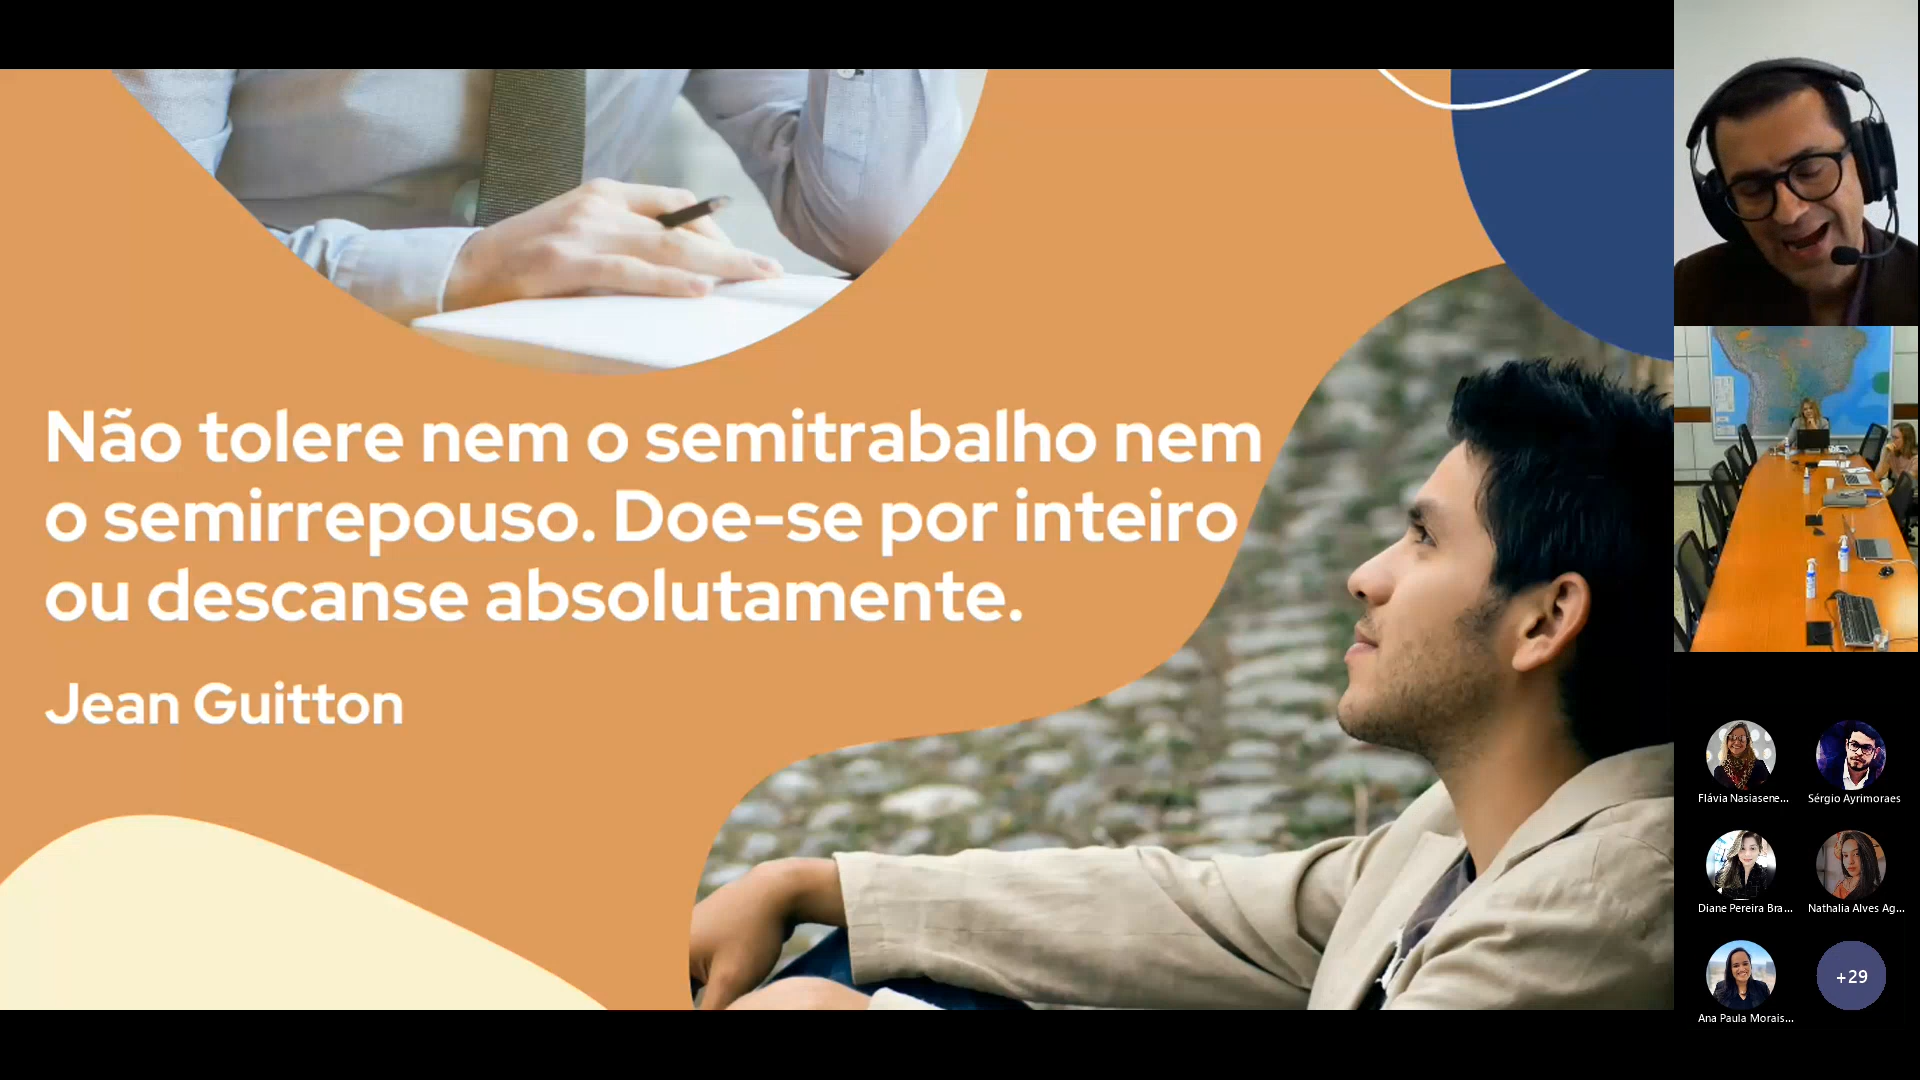 Não tolere nem o semitrabalho nem
o semirrepouso. Doe-se por inteiro
ou descanse absolutamente.
Jean Guitton
Flávia Nasiasene...
Sérgio Ayrimoraes
Diane Pereira Bra...
Nathalia Alves Ag...
Ana Paula Morais...
+29